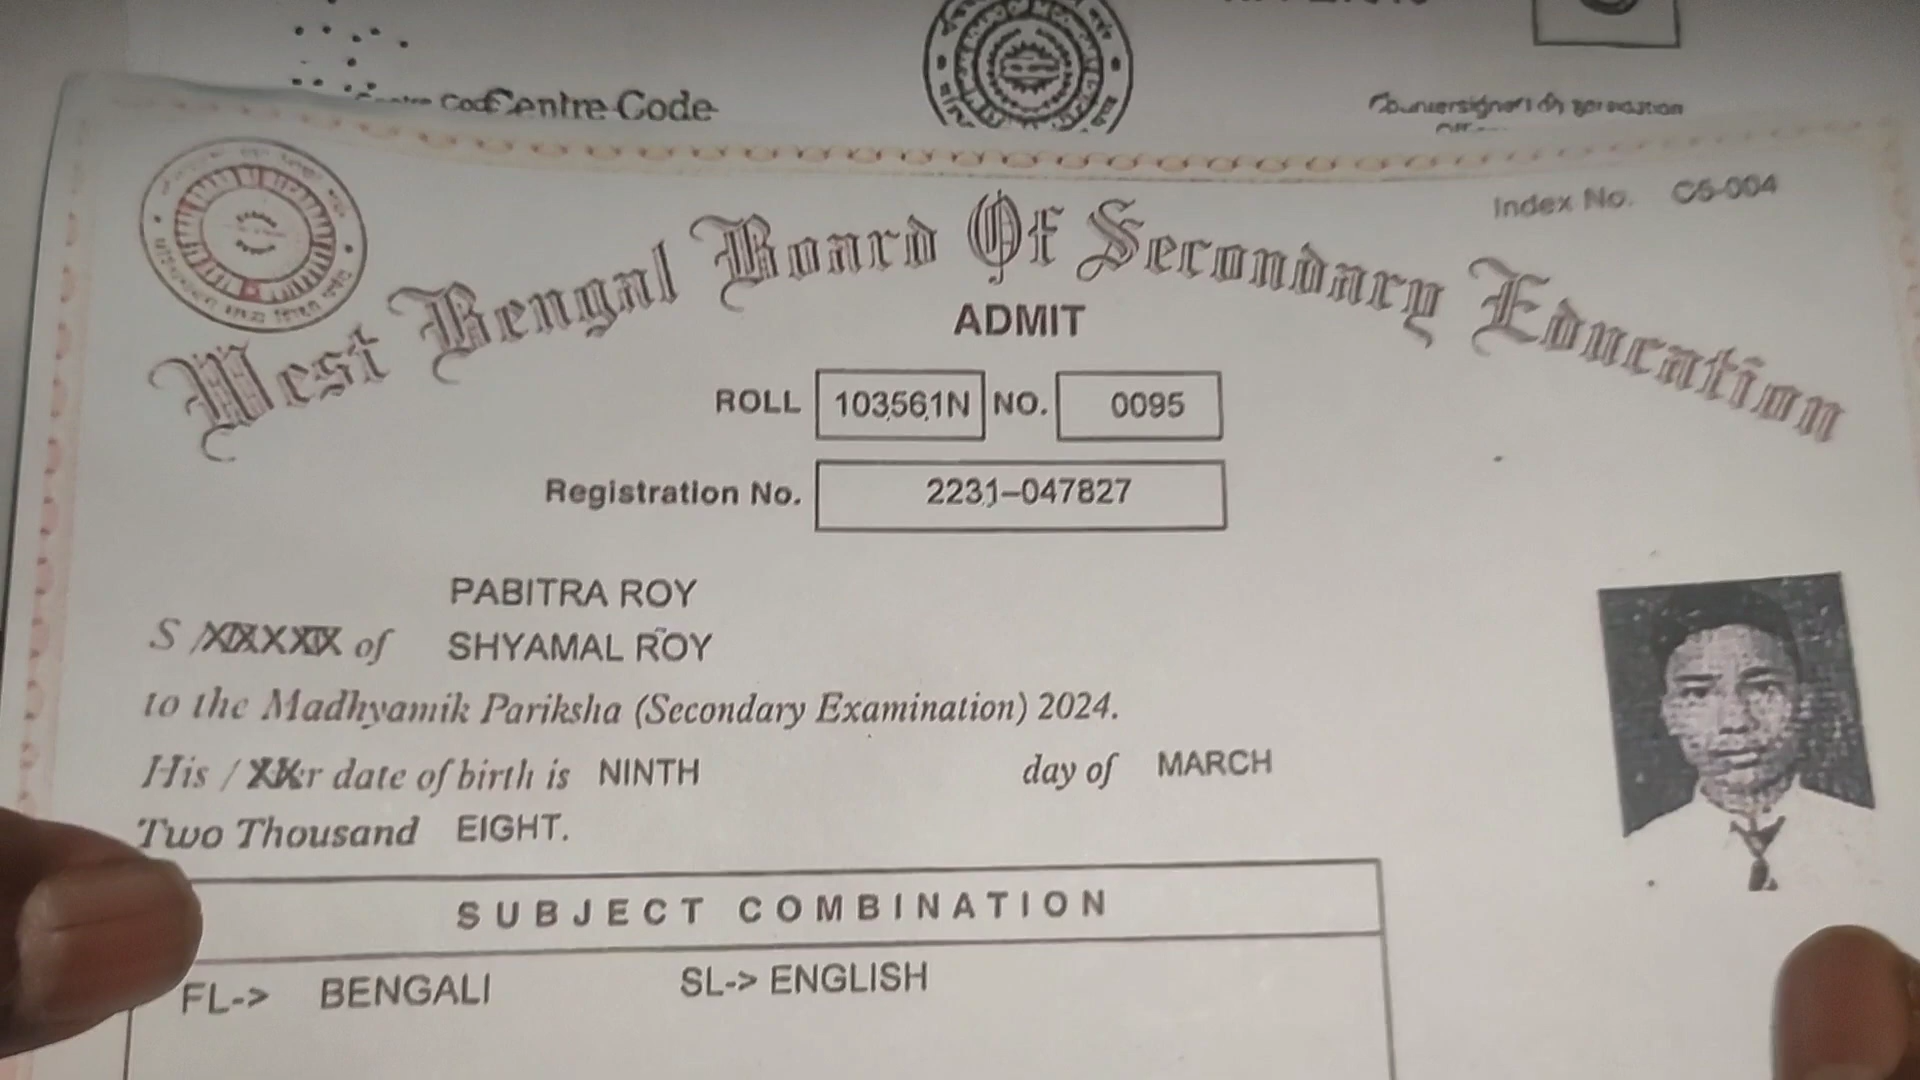 Centre Code
Index No. C5-004
West Bengal Board Of Secondary Education
ADMIT
ROLL 103561N NO. 0095
Registration No. 2231-047827
PABITRA ROY
S /XXXXXX of SHYAMAL ROY
to the Madhyamik Pariksha (Secondary Examination) 2024.
His / XXr date of birth is NINTH day of MARCH
Two Thousand EIGHT.
SUBJECT COMBINATION
FL-> BENGALI SL-> ENGLISH